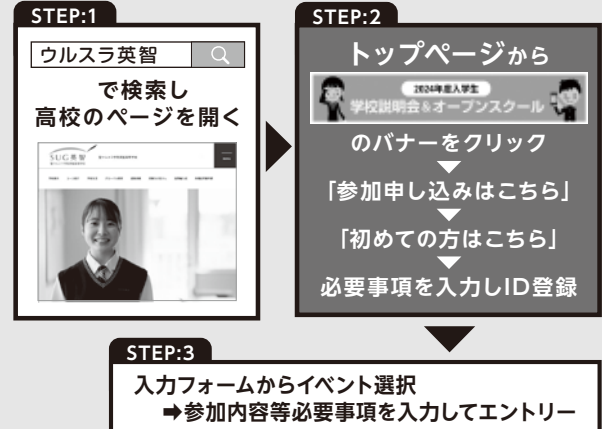 STEP:1
ウルスラ英智
で検索し
高校のページを開く
SUG英智
STEP:2
トップページから
2024年度入学生
学校説明会&オープンスクール
のバナーをクリック
「参加申し込みはこちら」
「初めての方はこちら」
必要事項を入力しID登録
STEP:3
入力フォームからイベント選択
➡参加内容等必要事項を入力してエントリー